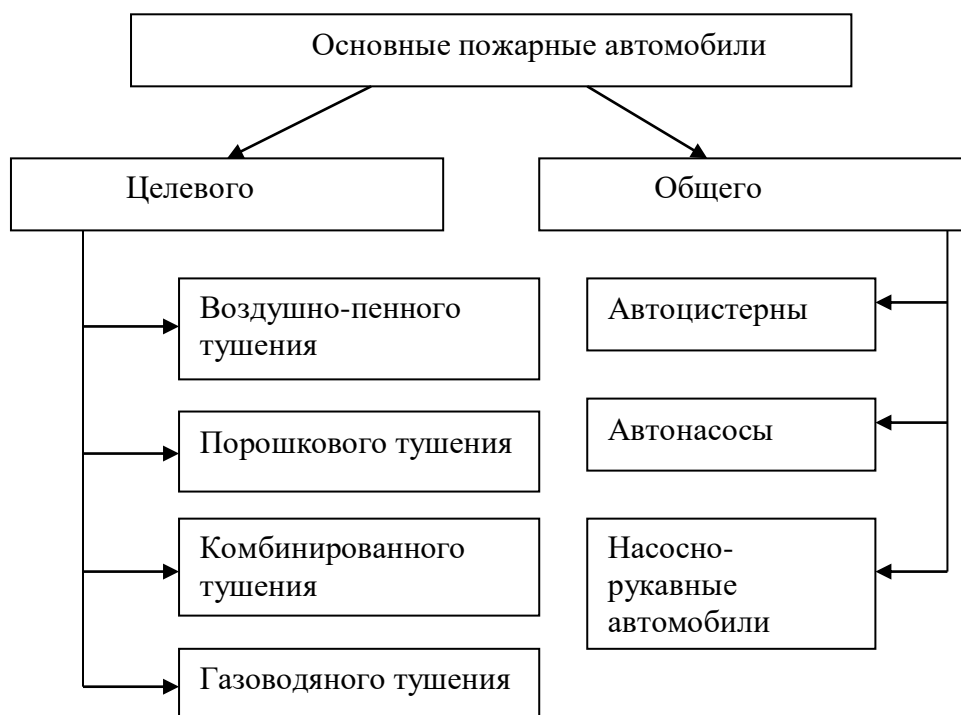 Основные пожарные автомобили
Целевого
Общего
Воздушно-пенного
тушения
Порошкового тушения
Комбинированного
тушения
Газоводяного тушения
Автоцистерны
Автонасосы
Насосно-
рукавные
автомобили